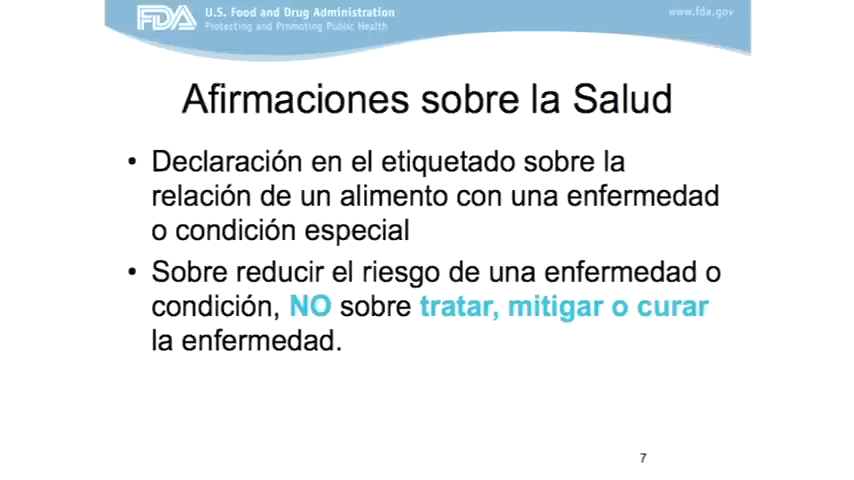 FDA U.S. Food and Drug Administration
Protecting and Promoting Public Health
www.fda.gov
Afirmaciones sobre la Salud
• Declaración en el etiquetado sobre la
relación de un alimento con una enfermedad
o condición especial
• Sobre reducir el riesgo de una enfermedad o
condición, NO sobre tratar, mitigar o curar
la enfermedad.
7